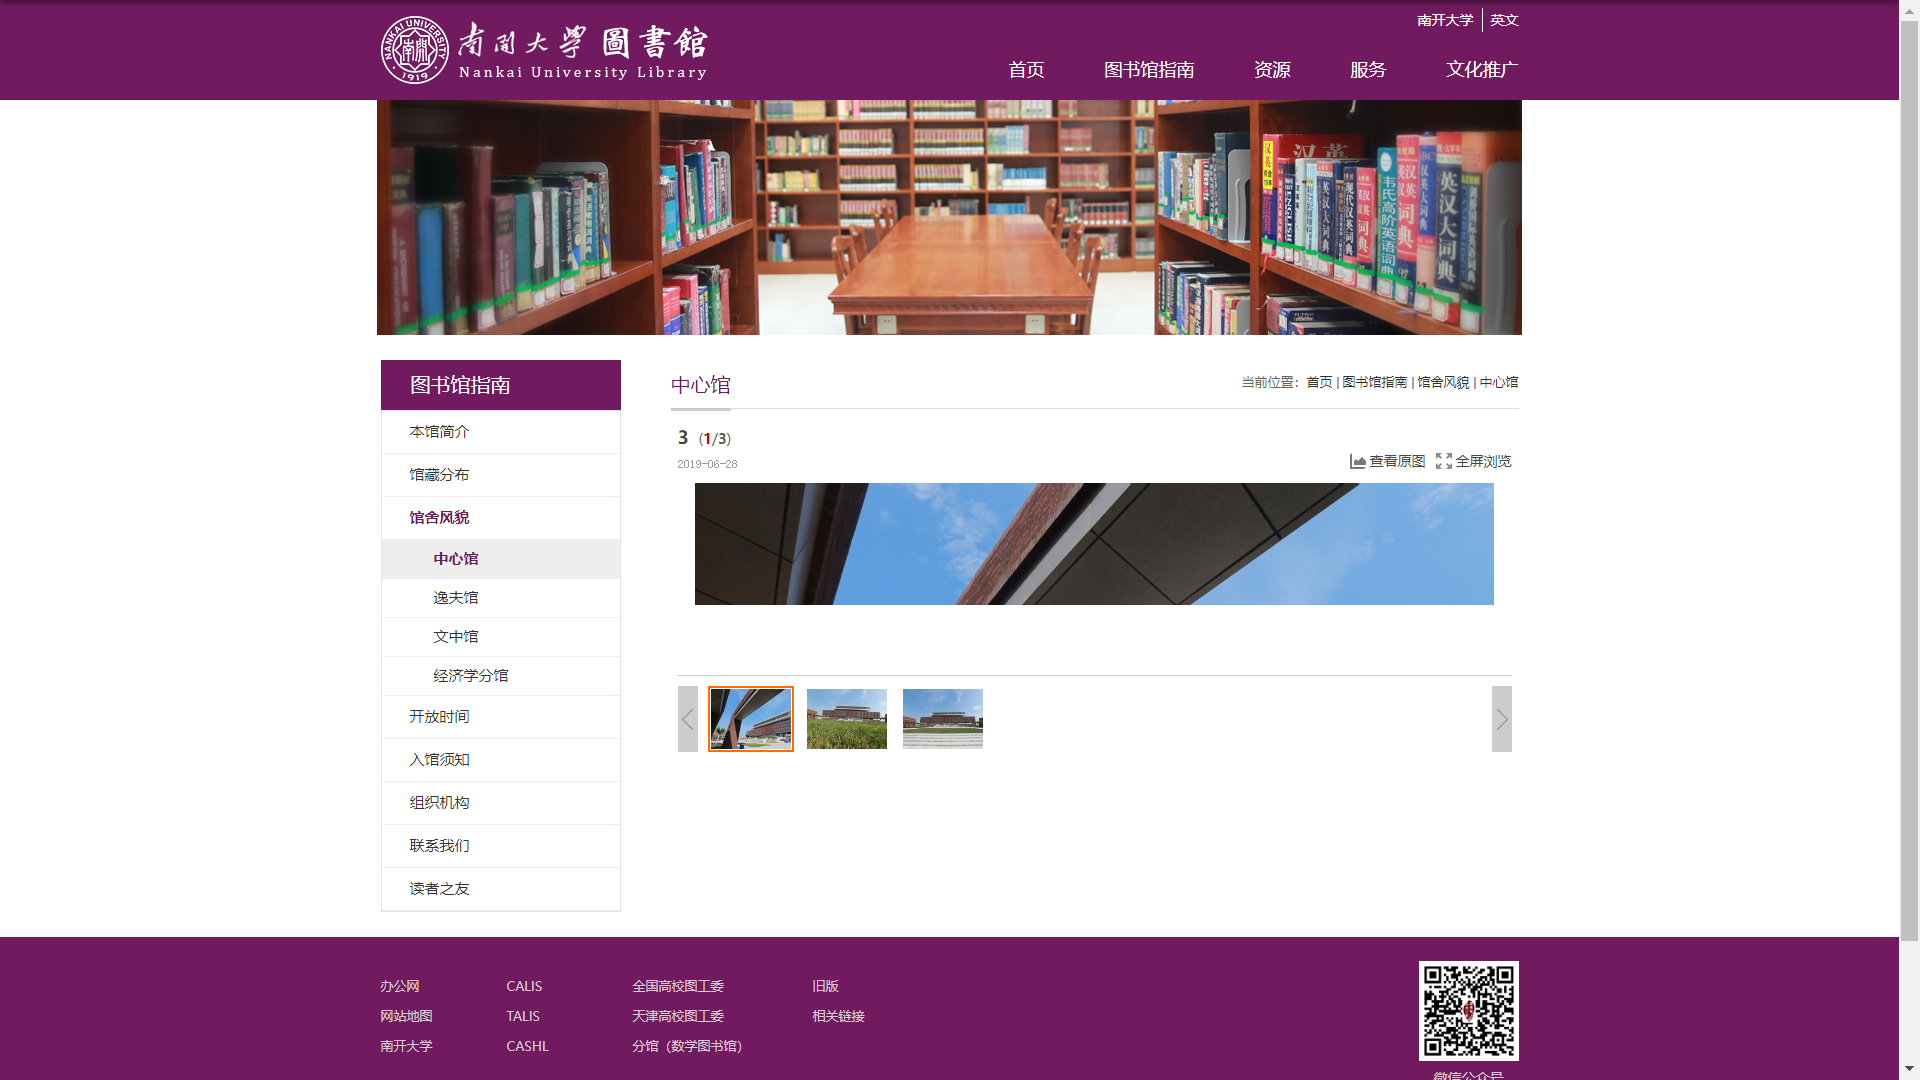 南开大学 英文
南開大學 圖書館
Nankai University Library
NANKAI UNIVERSITY
1919
首页 图书馆指南 资源 服务 文化推广
图书馆指南
本馆简介
馆藏分布
馆舍风貌
中心馆
逸夫馆
文中馆
经济学分馆
开放时间
入馆须知
组织机构
联系我们
读者之友
中心馆
当前位置: 首页 | 图书馆指南 | 馆舍风貌 | 中心馆
3 (1/3)
2019-06-28
查看原图 全屏浏览
办公网 CALIS 全国高校图工委 旧版
网站地图 TALIS 天津高校图工委 相关链接
南开大学 CASHL 分馆（数学图书馆）
微信公众号